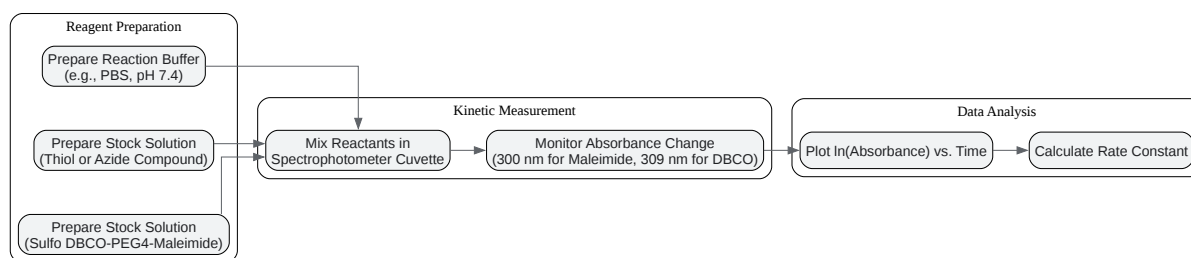 Reagent Preparation
Prepare Reaction Buffer
(e.g., PBS, pH 7.4)
Prepare Stock Solution
(Thiol or Azide Compound)
Prepare Stock Solution
(Sulfo DBCO-PEG4-Maleimide)
Kinetic Measurement
Mix Reactants in
Spectrophotometer Cuvette
Monitor Absorbance Change
(300 nm for Maleimide, 309 nm for DBCO)
Data Analysis
Plot ln(Absorbance) vs. Time
Calculate Rate Constant